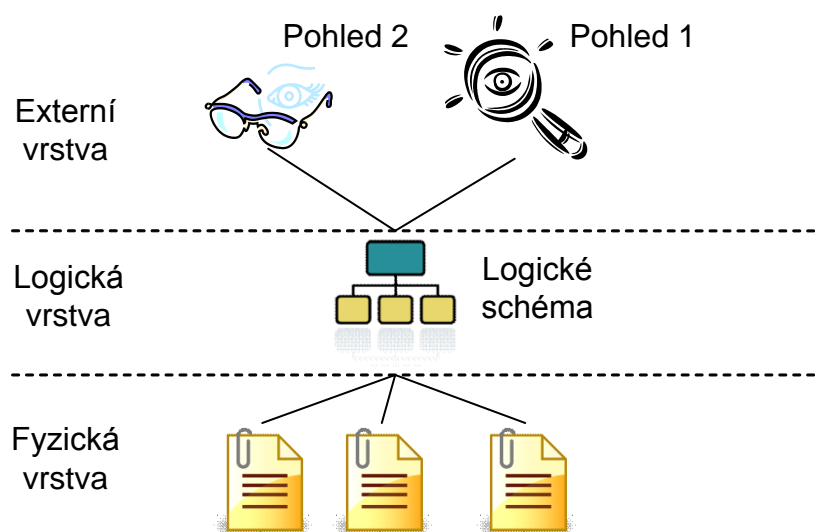 Pohled 2
Pohled 1
Externí
vrstva
Logická
vrstva
Logické
schéma
Fyzická
vrstva